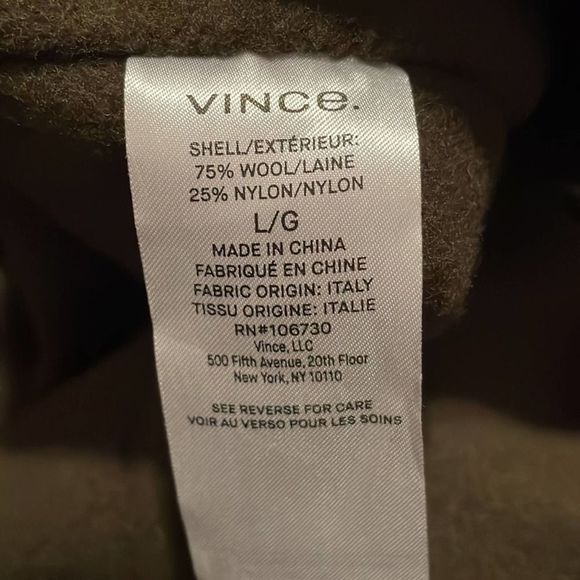 VINCe.
SHELL/EXTÉRIEUR:
75% WOOL/LAINE
25% NYLON/NYLON
L/G
MADE IN CHINA
FABRIQUÉ EN CHINE
FABRIC ORIGIN: ITALY
TISSU ORIGINE: ITALIE
RN#106730
Vince, LLC
500 Fifth Avenue, 20th Floor
New York, NY 10110
SEE REVERSE FOR CARE
VOIR AU VERSO POUR LES SOINS